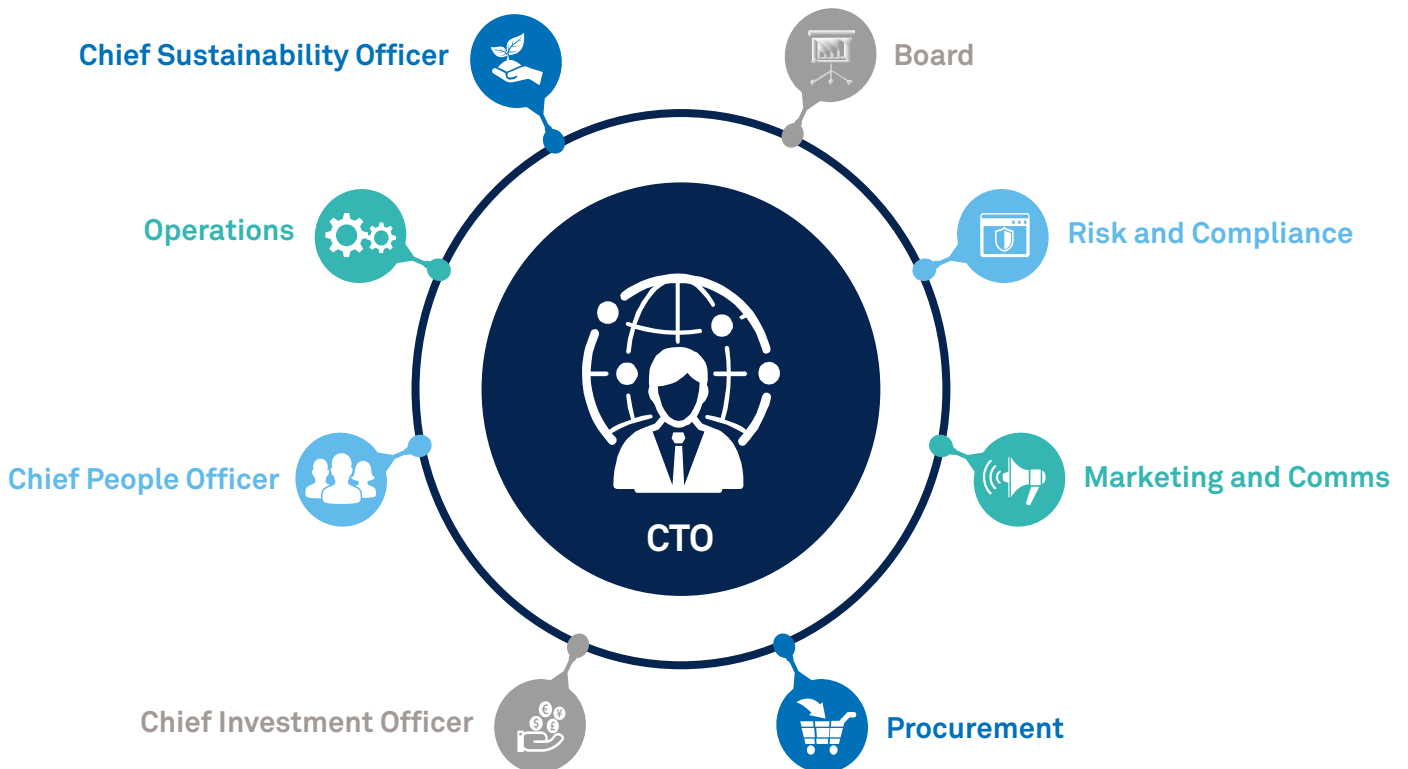 Chief Sustainability Officer
Board
Operations
Risk and Compliance
Chief People Officer
Marketing and Comms
CTO
Chief Investment Officer
Procurement